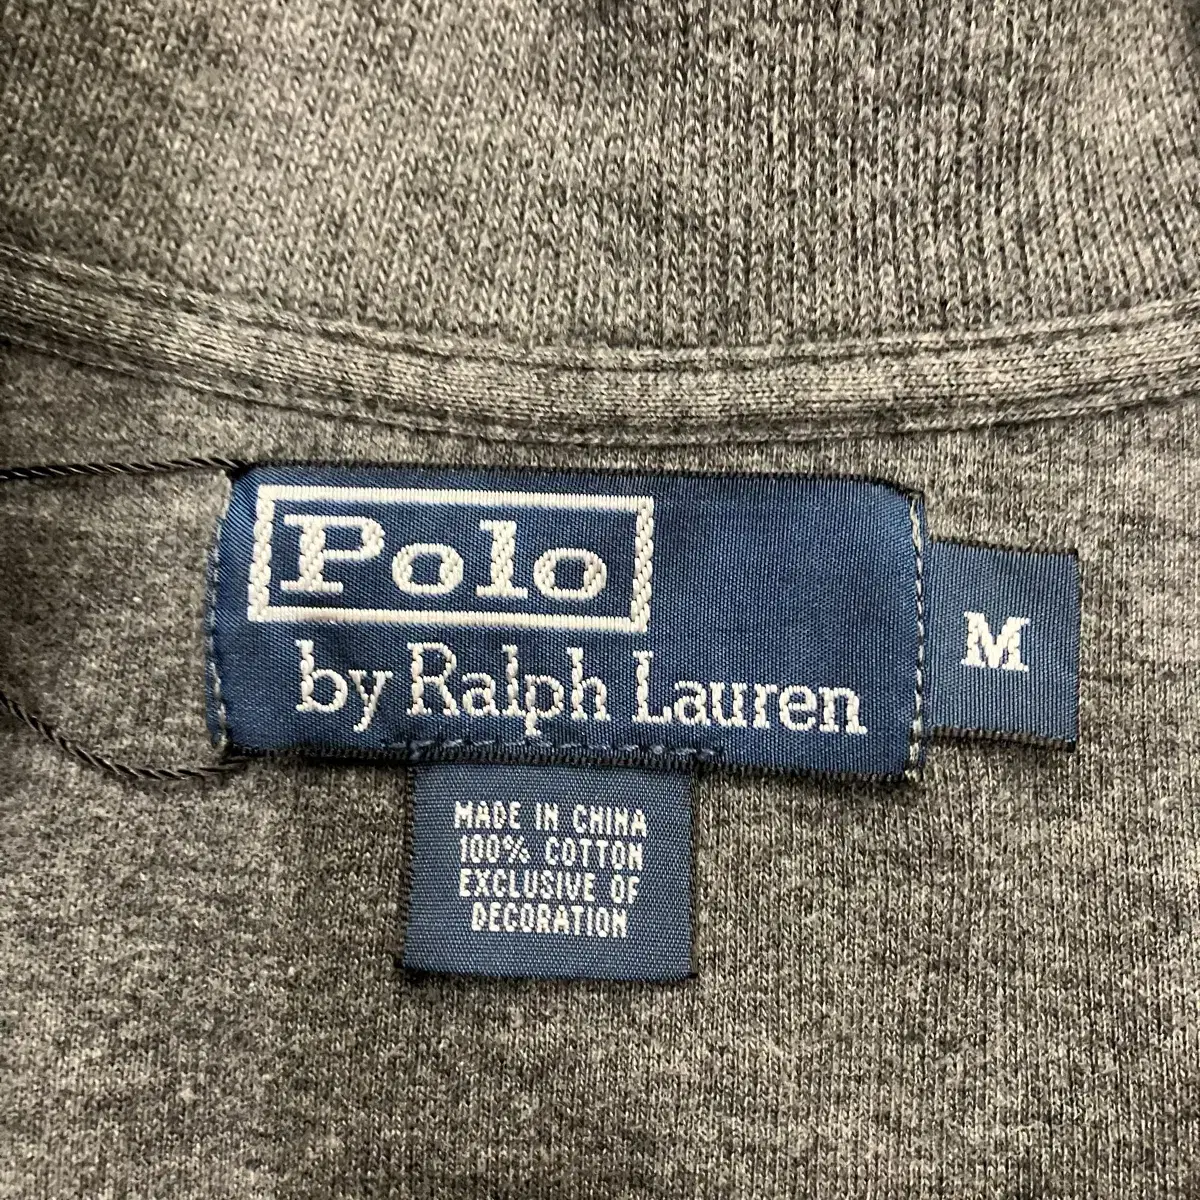 Polo
by Ralph Lauren
M
MADE IN CHINA
100% COTTON
EXCLUSIVE OF
DECORATION